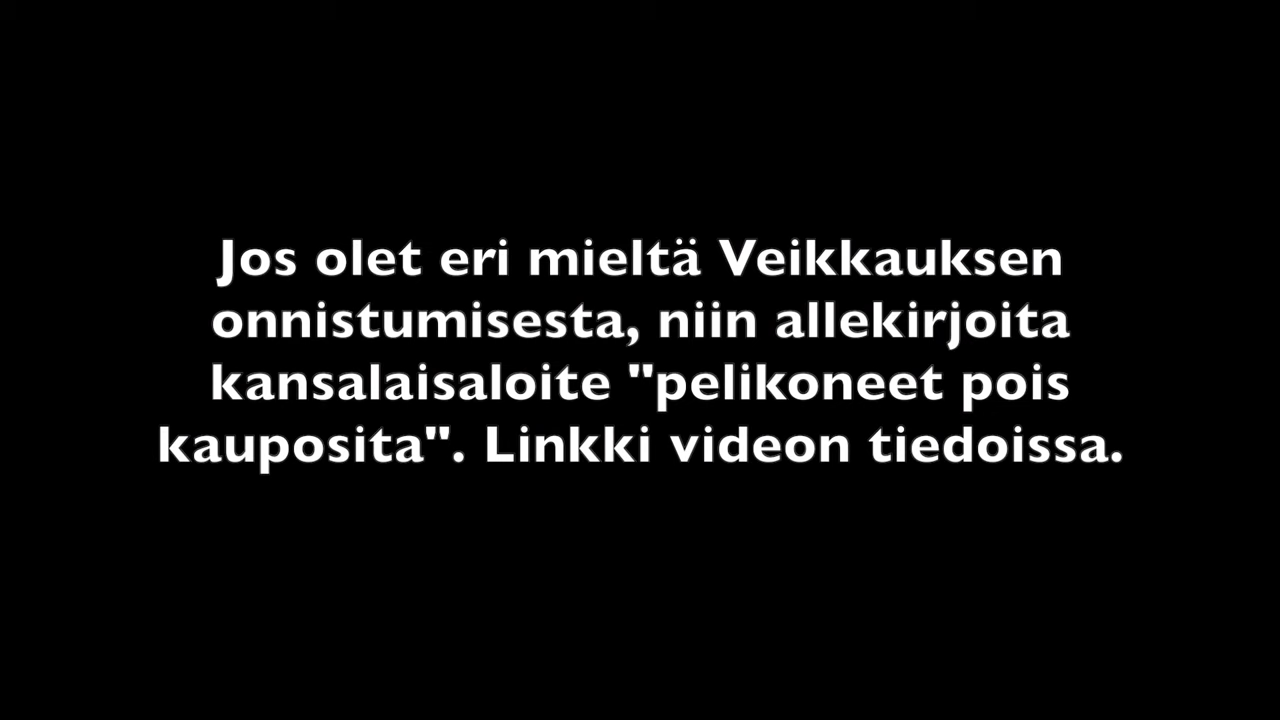 Jos olet eri mieltä Veikkauksen
onnistumisesta, niin allekirjoita
kansalaisaloite "pelikoneet pois
kauposita". Linkki videon tiedoissa.